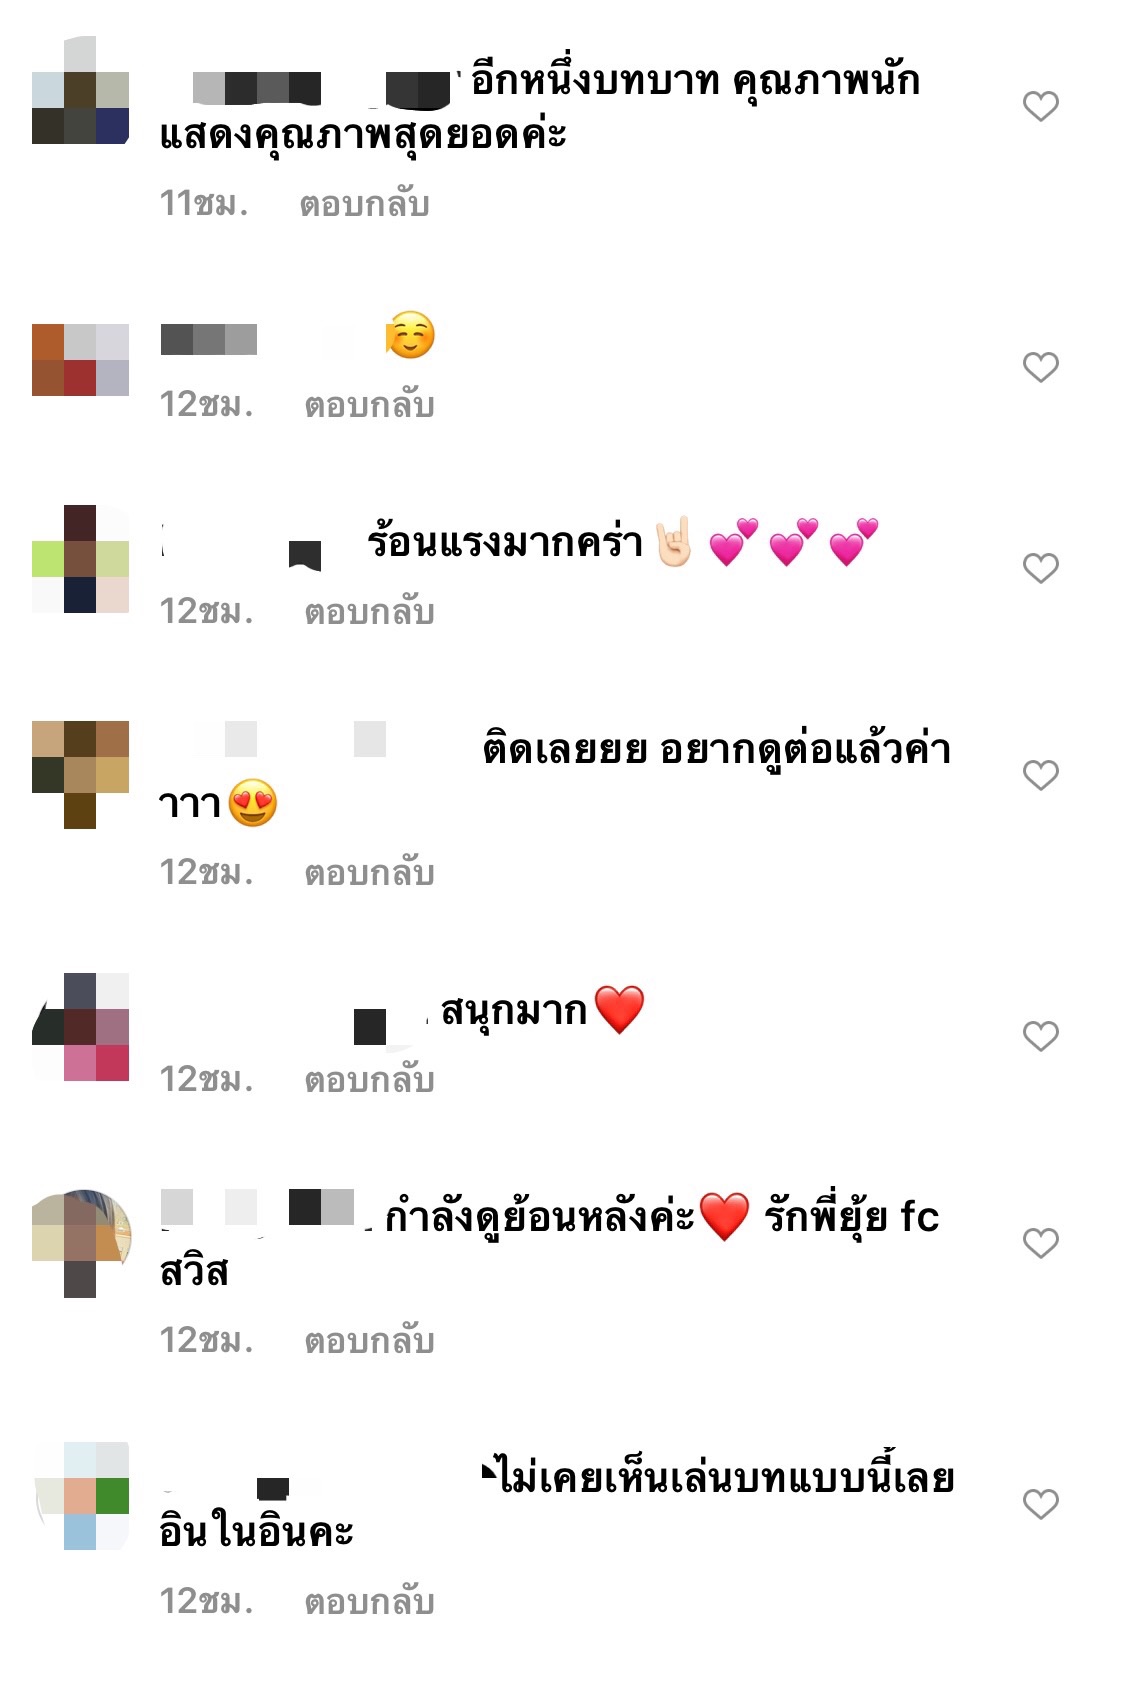 อีกหนึ่งบทบาท คุณภาพนัก
แสดงคุณภาพสุดยอดค่ะ
11ชม. ตอบกลับ
☺️
12ชม. ตอบกลับ
ร้อนแรงมากคร่า🤘🏻💕💕💕
12ชม. ตอบกลับ
ติดเลยยย อยากดูต่อแล้วค่า
าาา😍
12ชม. ตอบกลับ
สนุกมาก❤️
12ชม. ตอบกลับ
กำลังดูย้อนหลังค่ะ❤️ รักพี่ยุ้ย fc
สวิส
12ชม. ตอบกลับ
ไม่เคยเห็นเล่นบทแบบนี้เลย
อินในอินคะ
12ชม. ตอบกลับ